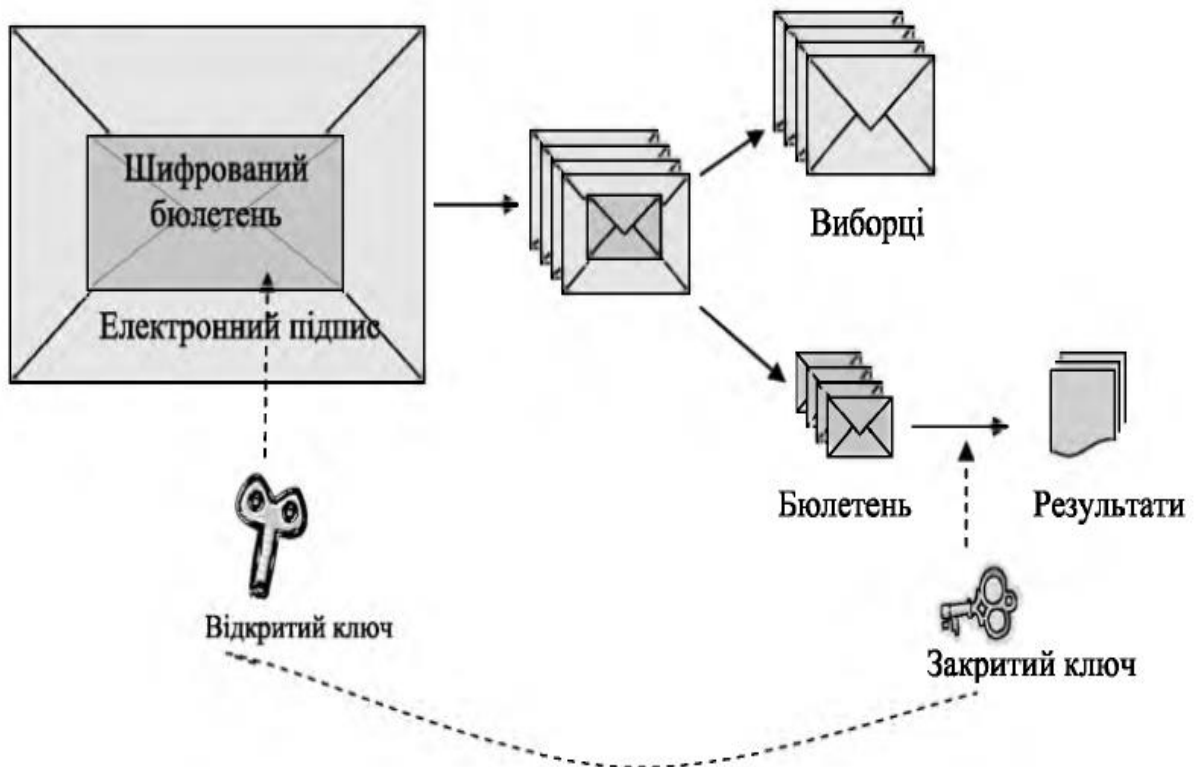 Шифрований
бюлетень
Електронний підпис
Виборці
Бюлетень
Результати
Відкритий ключ
Закритий ключ